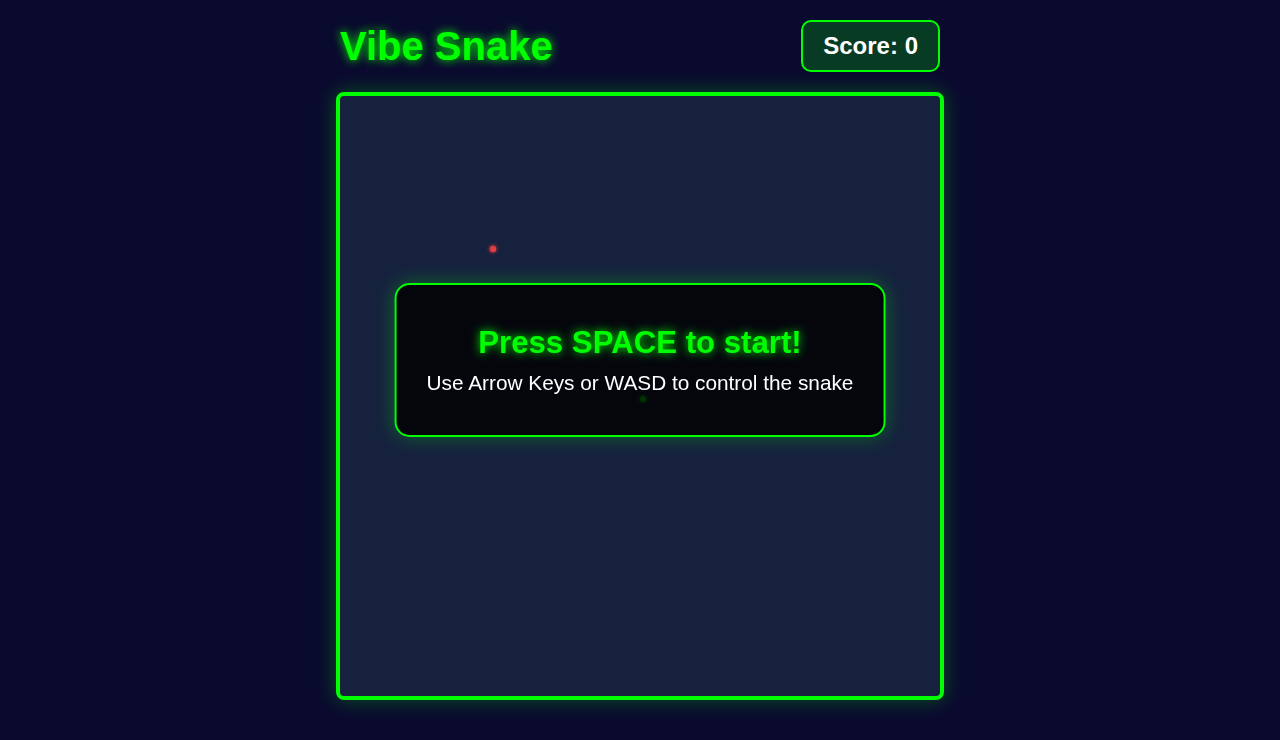 Vibe Snake
Score: 0
Press SPACE to start!
Use Arrow Keys or WASD to control the snake